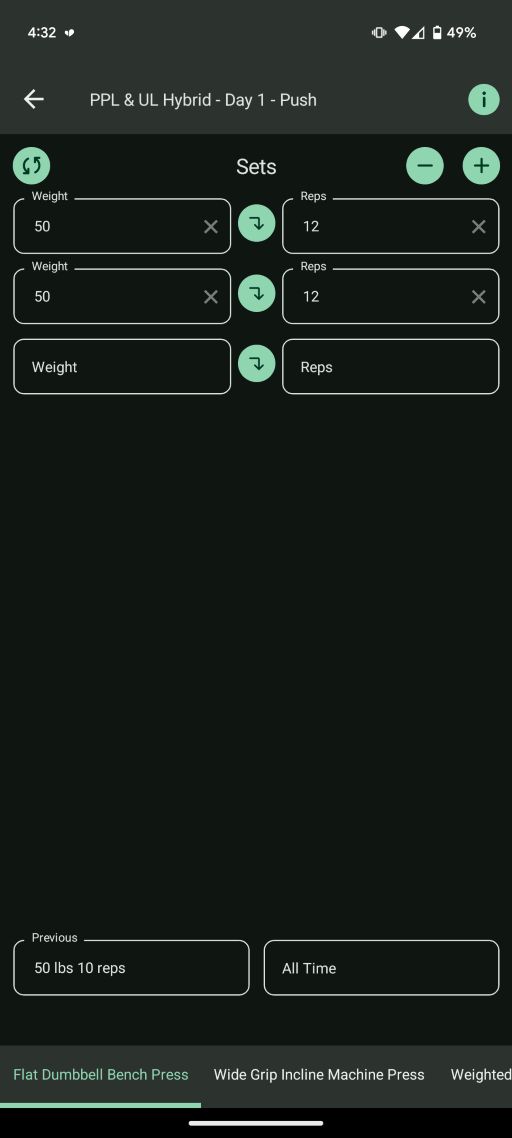 4:32
49%
PPL & UL Hybrid - Day 1 - Push
Sets
Weight
Reps
50
12
Weight
Reps
50
12
Weight
Reps
Previous
50 lbs 10 reps
All Time
Flat Dumbbell Bench Press
Wide Grip Incline Machine Press
Weighted